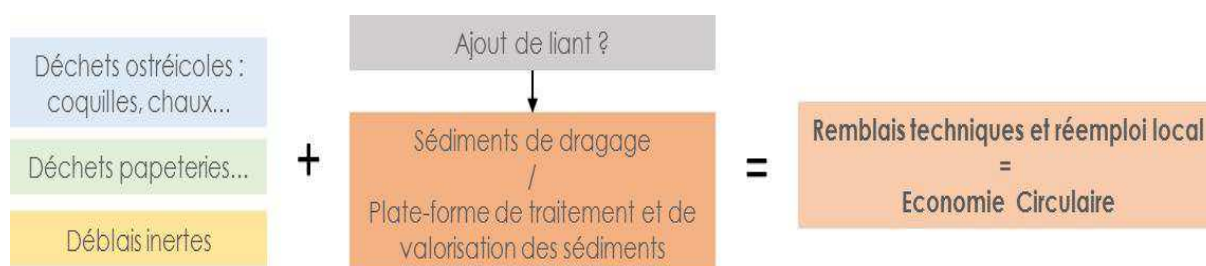 Déchets ostréicoles :
coquilles, chaux...
Déchets papeteries...
Déblais inertes
+
Ajout de liant ?
Sédiments de dragage
/
Plate-forme de traitement et de
valorisation des sédiments
=
Remblais techniques et réemploi local
=
Economie Circulaire